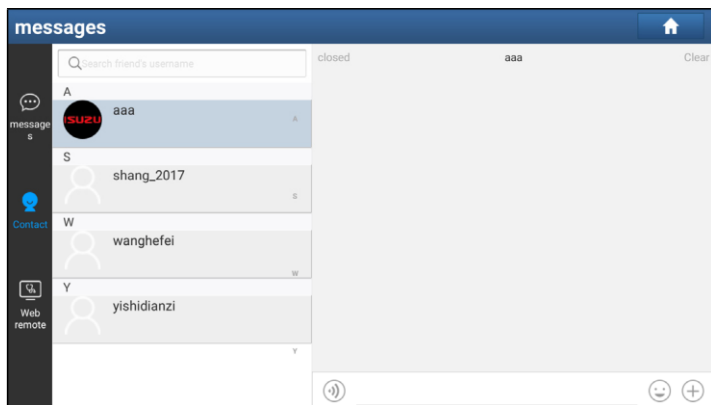 messages
Search friend's username
closed
aaa
Clear
A
ISUZU
aaa
A
message
s
S
shang_2017
S
Contact
W
wanghefei
W
Web
remote
Y
yishidianzi
Y